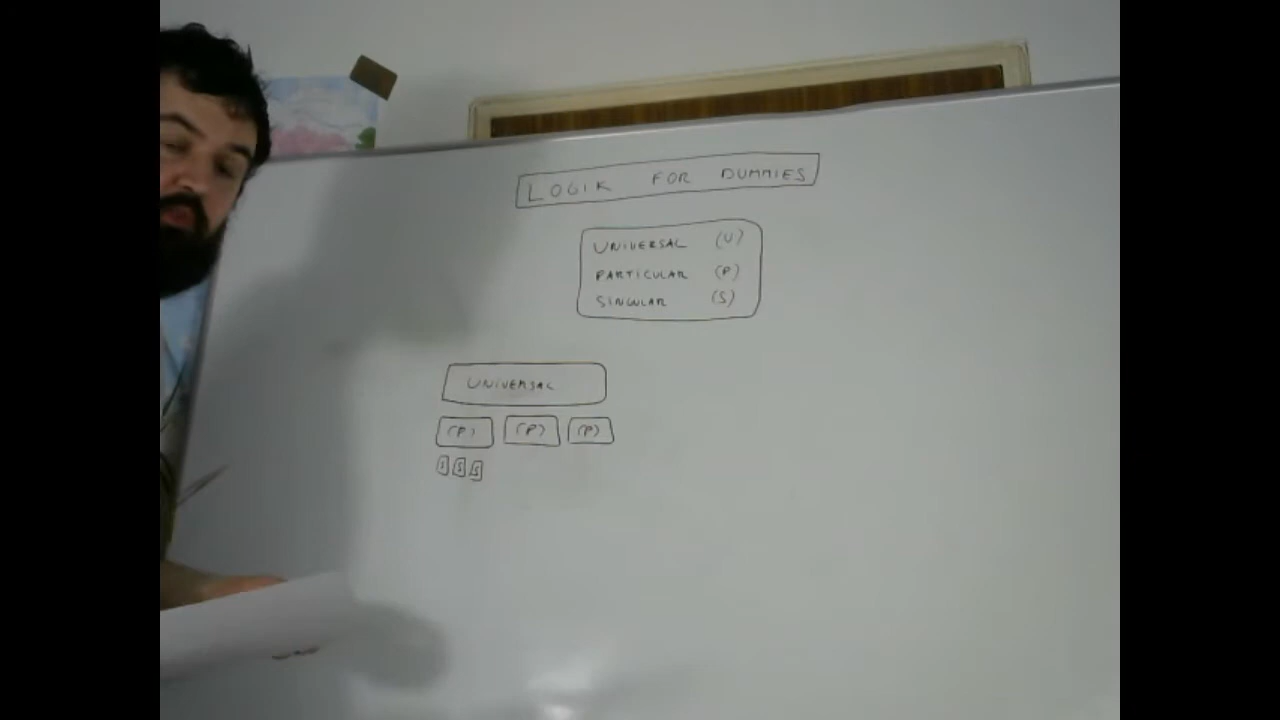 LOGIK FOR DUMMIES
UNIVERSAL (U)
PARTICULAR (P)
SINGULAR (S)
UNIVERSAL
(P) (P) (P)
S S S